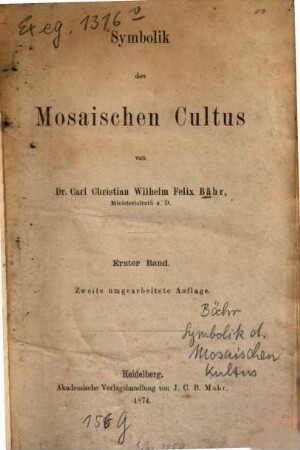 Exeg. 1316 v
Symbolik
des
Mosaischen Cultus
von
Dr. Carl Christian Wilhelm Felix Bähr,
Ministerialrath a. D.
Erster Band.
Zweite umgearbeitete Auflage.
Bähr
Symbolik d.
Mosaischen
Kultus
Heidelberg.
Akademische Verlagshandlung von J. C. B. Mohr.
1874.
156g